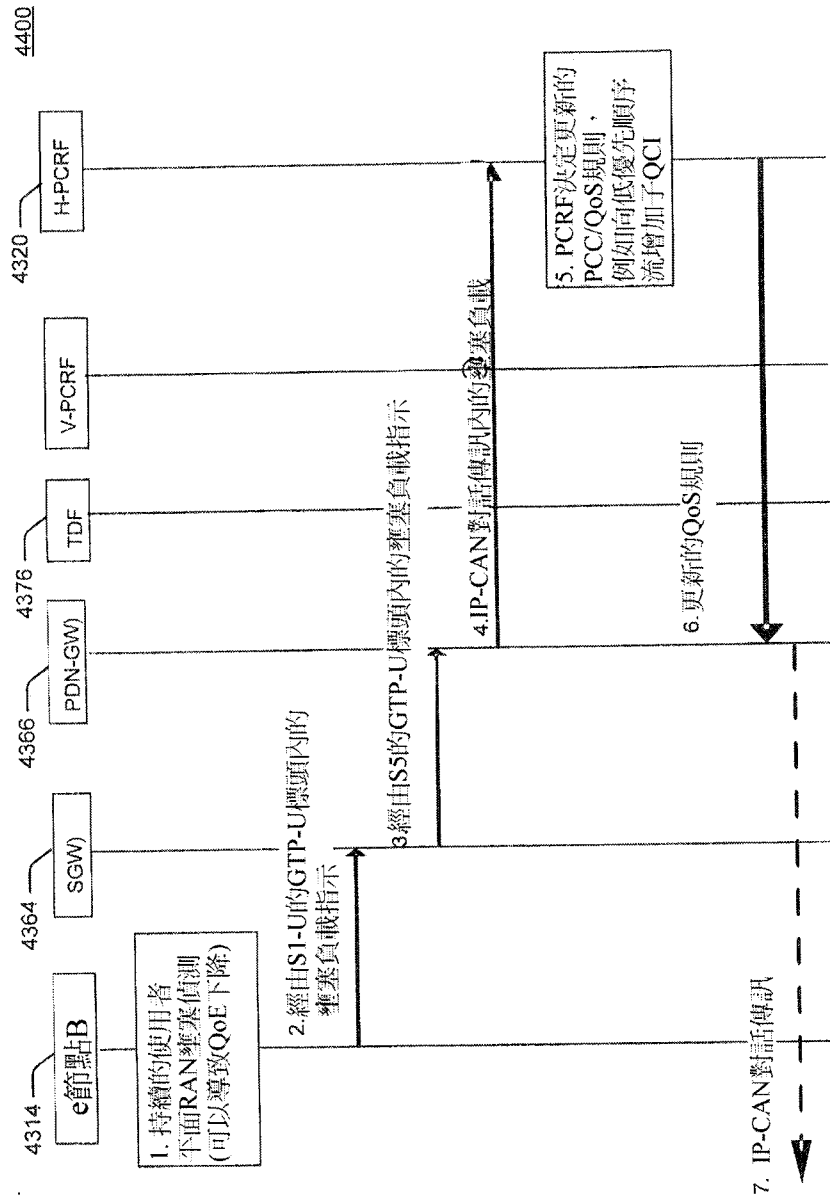 4400
4314
4364
4366
4376
4320
e節點B
SGW)
PDN-GW)
TDF
V-PCRF
H-PCRF
1. 持續的使用者
平面RAN壅塞偵測
(可以導致QoE下降)
2.經由S1-U的GTP-U標頭內的
壅塞負載指示
3經由S5的GTP-U標頭內的壅塞負載指示
4.IP-CAN對話傳訊內的壅塞負載
5. PCRF決定更新的
PCC/QoS規則，
例如向低優先順序
流增加子QCI
6.更新的QoS規則
7. IP-CAN對話傳訊